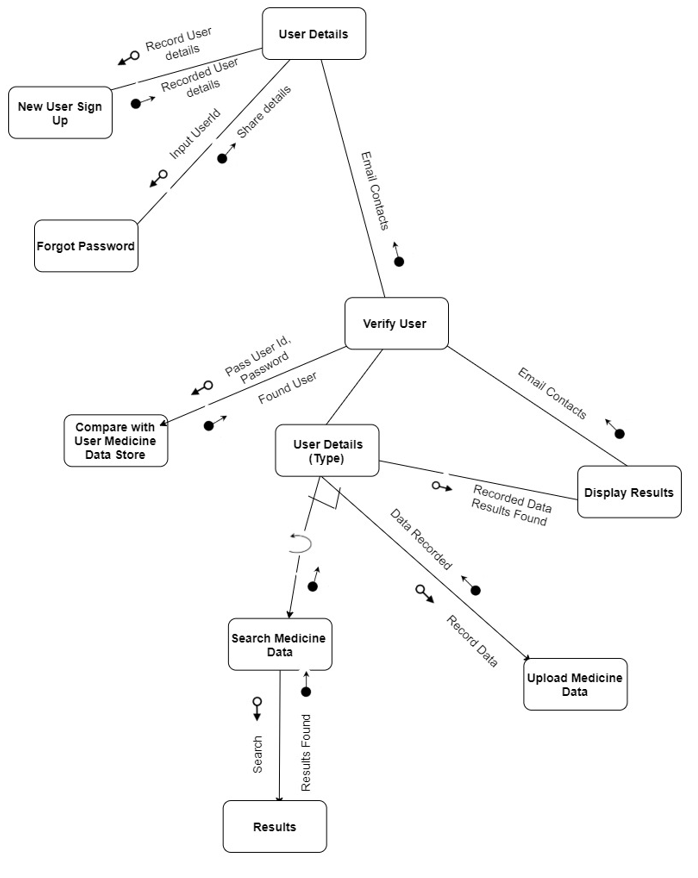 User Details
Record User
details
Recorded User
details
New User Sign
Up
Input UserId
Share details
Forgot Password
Email Contacts
Verify User
Pass User Id,
Password
Found User
Email Contacts
Compare with
User Medicine
Data Store
User Details
(Type)
Display Results
Recorded Data
Results Found
Data Recorded
Record Data
Search Medicine
Data
Upload Medicine
Data
Search
Results Found
Results